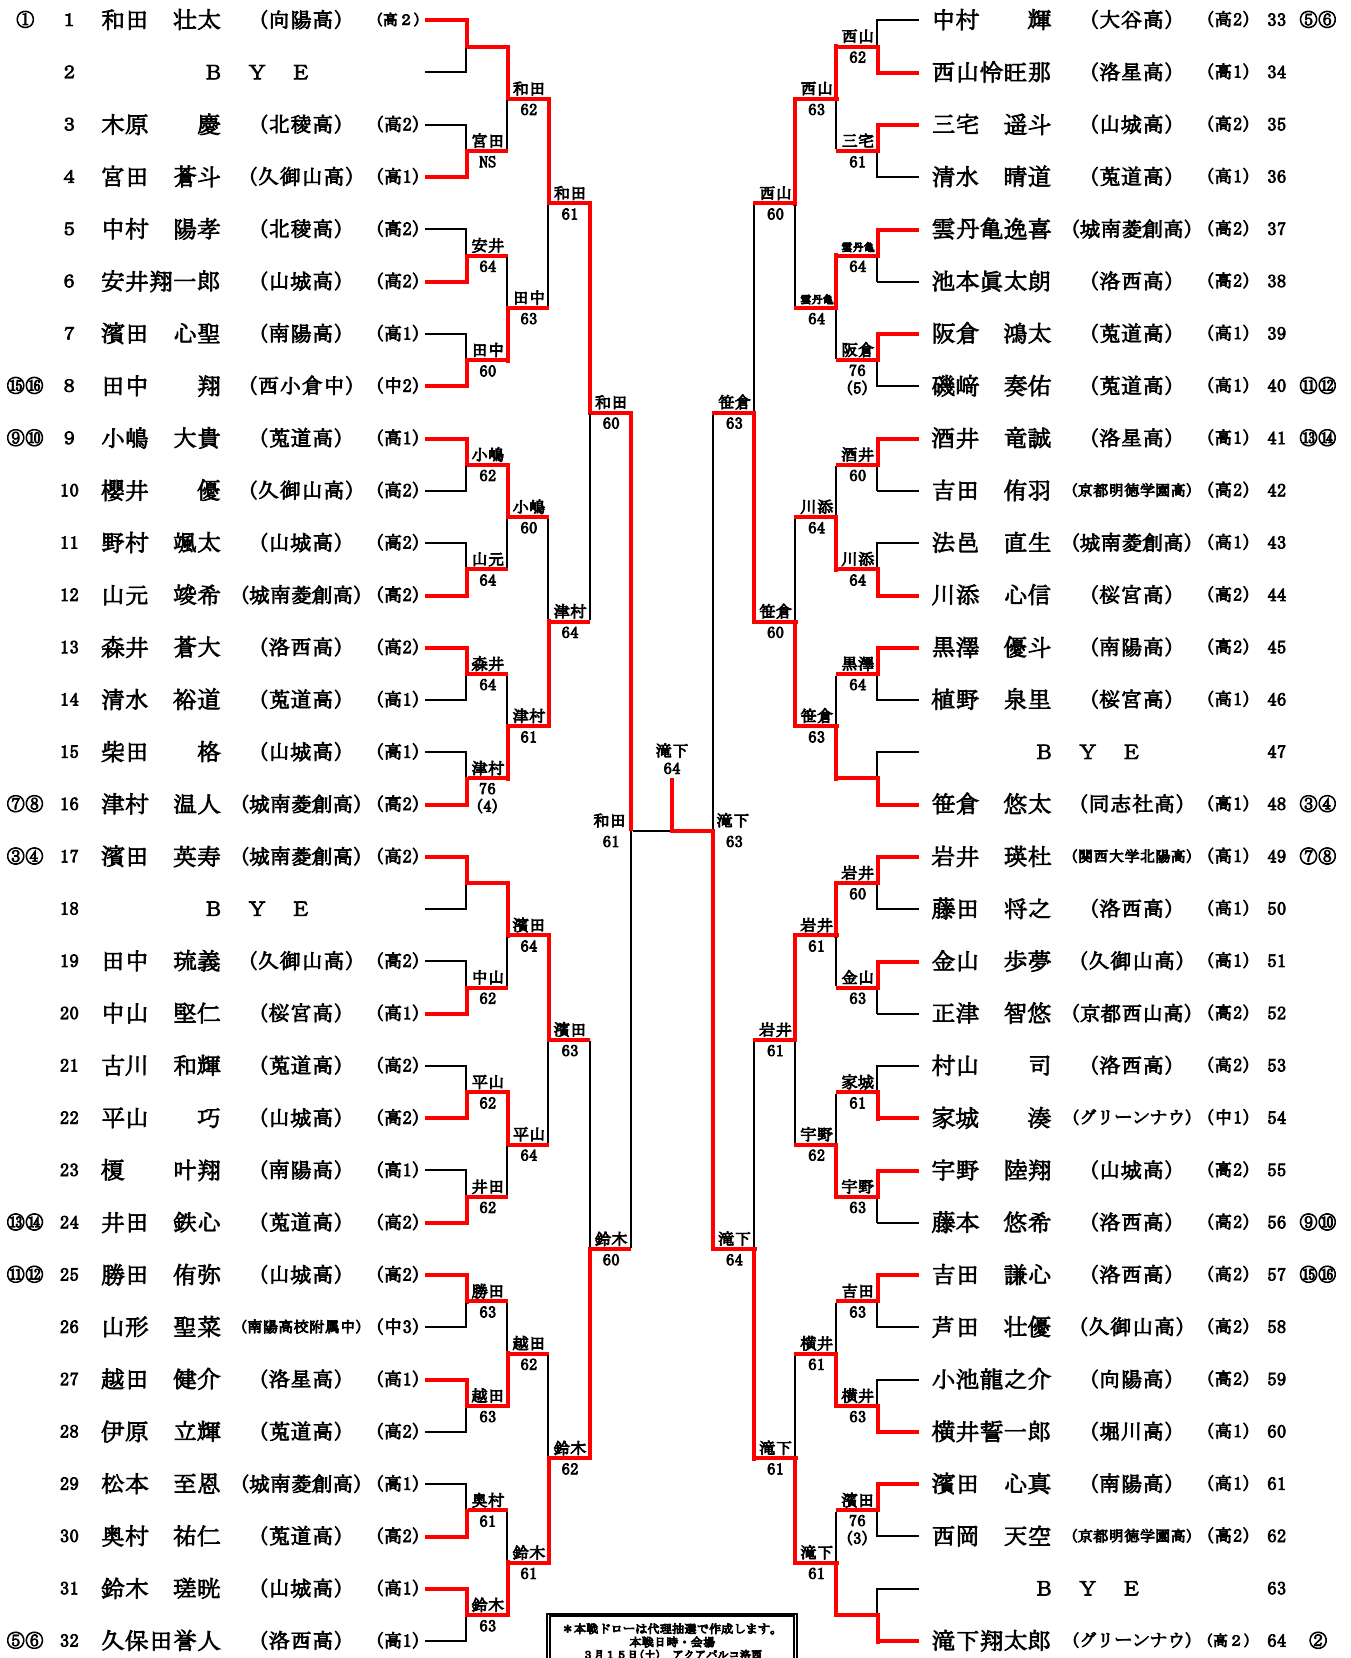 ① 1 和田 壮太 (向陽高) (高2)
2 B Y E
3 木原 慶 (北稜高) (高2)
4 宮田 蒼斗 (久御山高) (高1)
5 中村 陽孝 (北稜高) (高2)
6 安井翔一郎 (山城高) (高2)
7 濱田 心聖 (南陽高) (高1)
⑮⑯ 8 田中 翔 (西小倉中) (中2)
⑨⑩ 9 小嶋 大貴 (莵道高) (高1)
10 櫻井 優 (久御山高) (高2)
11 野村 颯太 (山城高) (高2)
12 山元 竣希 (城南菱創高) (高2)
13 森井 蒼大 (洛西高) (高2)
14 清水 裕道 (莵道高) (高1)
15 柴田 格 (山城高) (高1)
⑦⑧ 16 津村 温人 (城南菱創高) (高2)
③④ 17 濱田 英寿 (城南菱創高) (高2)
18 B Y E
19 田中 琉義 (久御山高) (高2)
20 中山 堅仁 (桜宮高) (高1)
21 古川 和輝 (莵道高) (高2)
22 平山 巧 (山城高) (高2)
23 榎 叶翔 (南陽高) (高1)
⑬⑭ 24 井田 鉄心 (莵道高) (高2)
⑪⑫ 25 勝田 侑弥 (山城高) (高2)
26 山形 聖菜 (南陽高校附属中) (中3)
27 越田 健介 (洛星高) (高1)
28 伊原 立輝 (莵道高) (高2)
29 松本 至恩 (城南菱創高) (高1)
30 奥村 祐仁 (莵道高) (高2)
31 鈴木 瑳晄 (山城高) (高1)
⑤⑥ 32 久保田誉人 (洛西高) (高1)
宮田
NS
安井
64
田中
60
小嶋
62
山元
64
森井
64
津村
76
(4)
中山
62
平山
62
井田
62
勝田
63
越田
63
奥村
61
鈴木
63
和田
62
田中
63
小嶋
60
津村
61
濱田
64
平山
64
越田
62
鈴木
61
和田
61
津村
64
濱田
63
鈴木
62
和田
60
鈴木
60
和田
61
滝下
64
滝下
63
笹倉
63
滝下
64
西山
60
笹倉
60
岩井
61
滝下
61
西山
63
雲丹亀
64
川添
64
笹倉
63
岩井
61
宇野
62
横井
61
滝下
61
西山
62
三宅
61
雲丹亀
64
阪倉
76
(5)
酒井
60
川添
64
黒澤
64
岩井
60
金山
63
家城
61
宇野
63
吉田
63
横井
63
濱田
76
(3)
中村 輝 (大谷高) (高2) 33 ⑤⑥
西山怜旺那 (洛星高) (高1) 34
三宅 遥斗 (山城高) (高2) 35
清水 晴道 (莵道高) (高1) 36
雲丹亀逸喜 (城南菱創高) (高2) 37
池本眞太朗 (洛西高) (高2) 38
阪倉 鴻太 (莵道高) (高1) 39
磯﨑 奏佑 (莵道高) (高1) 40 ⑪⑫
酒井 竜誠 (洛星高) (高1) 41 ⑬⑭
吉田 侑羽 (京都明徳学園高) (高2) 42
法邑 直生 (城南菱創高) (高1) 43
川添 心信 (桜宮高) (高2) 44
黒澤 優斗 (南陽高) (高2) 45
植野 泉里 (桜宮高) (高1) 46
B Y E 47
笹倉 悠太 (同志社高) (高1) 48 ③④
岩井 瑛杜 (関西大学北陽高) (高1) 49 ⑦⑧
藤田 将之 (洛西高) (高1) 50
金山 歩夢 (久御山高) (高1) 51
正津 智悠 (京都西山高) (高2) 52
村山 司 (洛西高) (高2) 53
家城 湊 (グリーンナウ) (中1) 54
宇野 陸翔 (山城高) (高2) 55
藤本 悠希 (洛西高) (高2) 56 ⑨⑩
吉田 謙心 (洛西高) (高2) 57 ⑮⑯
芦田 壮優 (久御山高) (高2) 58
小池龍之介 (向陽高) (高2) 59
横井誓一郎 (堀川高) (高1) 60
濱田 心真 (南陽高) (高1) 61
西岡 天空 (京都明徳学園高) (高2) 62
B Y E 63
滝下翔太郎 (グリーンナウ) (高2) 64 ②
*本戦ドローは代理抽選で作成します。
本戦日時・会場
3月15日(土) アクアパルコ洛西